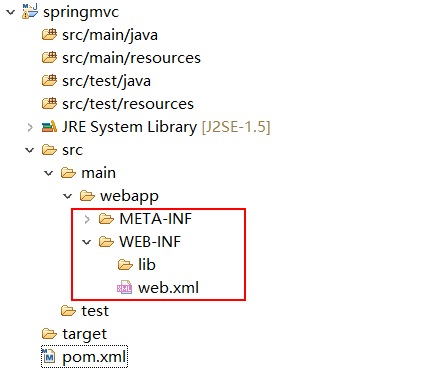 springmvc
src/main/java
src/main/resources
src/test/java
src/test/resources
JRE System Library [J2SE-1.5]
src
main
webapp
META-INF
WEB-INF
lib
web.xml
test
target
pom.xml